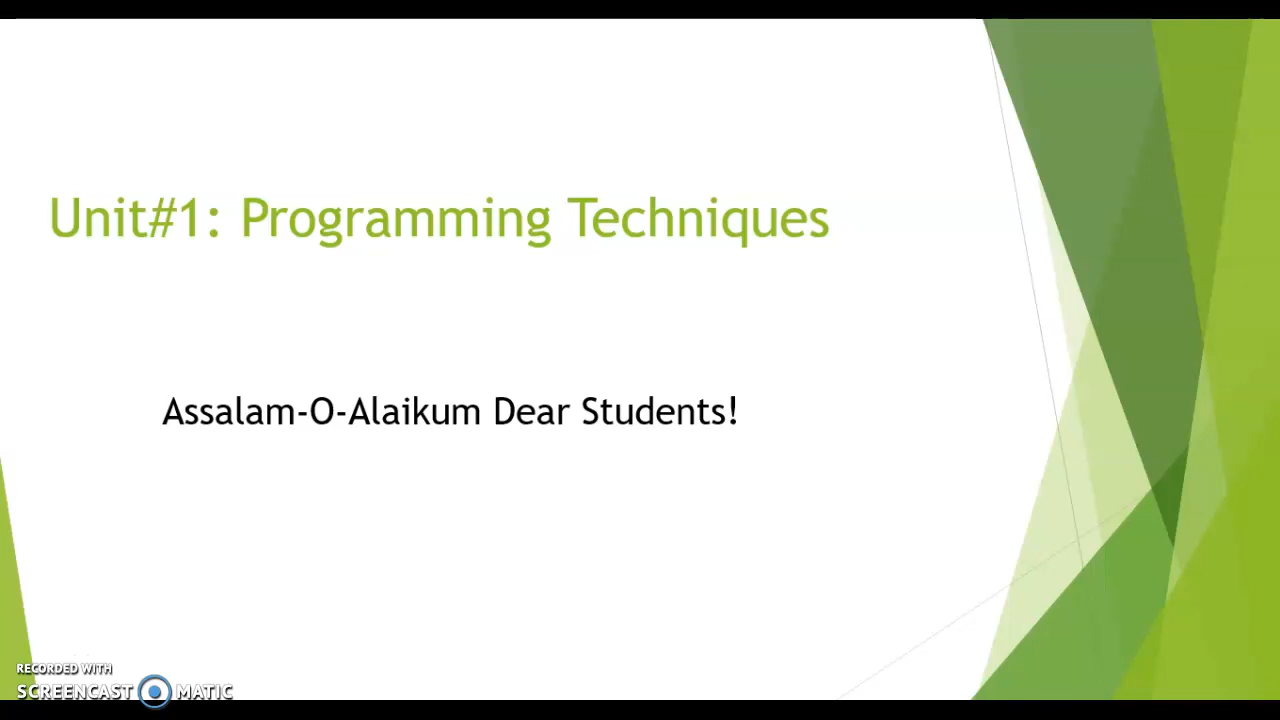 Unit#1: Programming Techniques
Assalam-O-Alaikum Dear Students!
RECORDED WITH
SCREENCAST MATIC